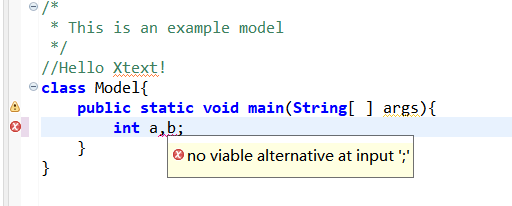 /*
 * This is an example model
 */
//Hello Xtext!
class Model{
    public static void main(String[ ] args){
        int a,b;
no viable alternative at input ';'
    }
}